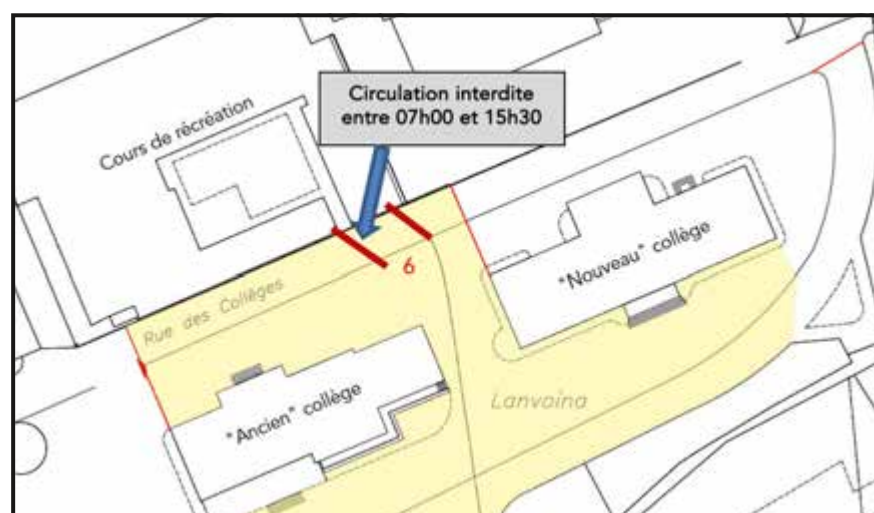 Circulation interdite
entre 07h00 et 15h30
Cours de récréation
6
"Nouveau" collège
Rue des Collèges
"Ancien" collège
Lanvoina